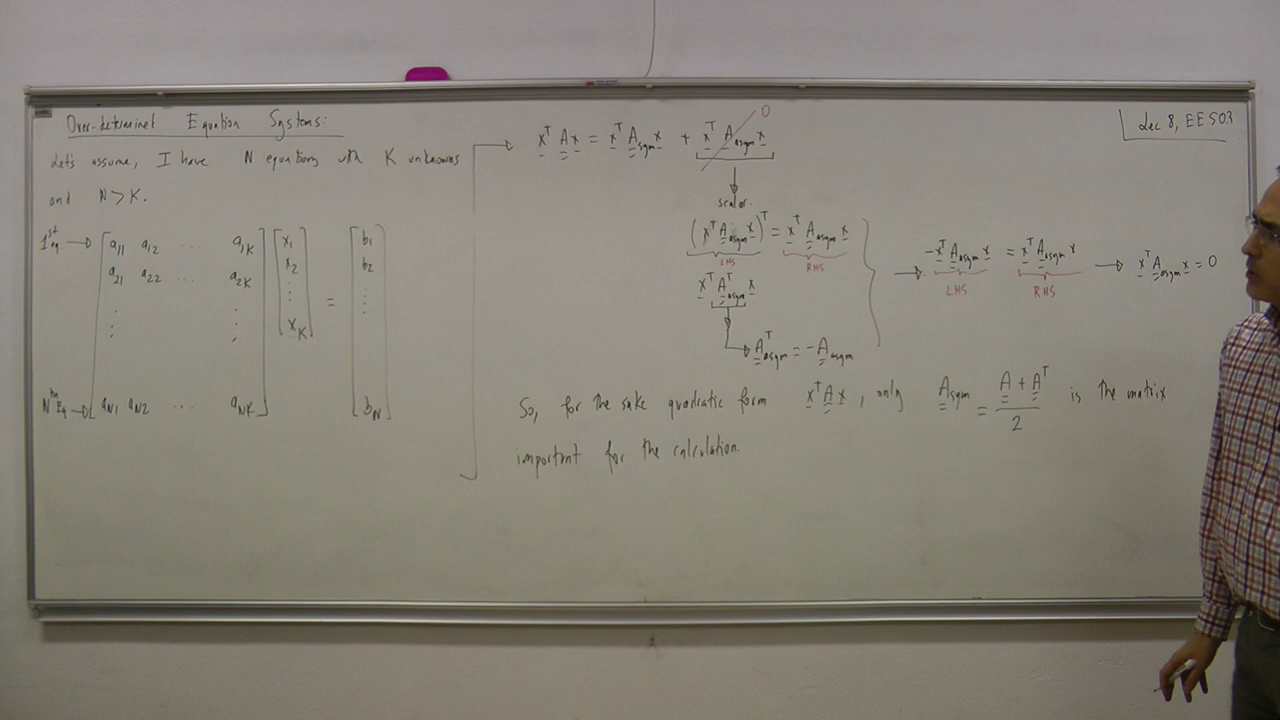 Over-determinet Equation Systems:
Let's assume, I have N equations with K unknowns
and N > K.
1st eq → [a11 a12 ... a1K] [x1] [b1]
[a21 a22 ... a2K] [x2] = [b2]
⋮ ⋮ ⋮ ⋮
xK
Nth Eq → [aN1 aN2 ... aNK] [bN]
x^T A x = x^T A_sym x + x^T A_asym x 0
scalar.
(x^T A_asym x)^T = x^T A_asym x
LHS RHS
x^T A^T_asym x
A^T_asym = -A_asym
→ -x^T A_asym x = x^T A_asym x → x^T A_asym x = 0
LHS RHS
So, for the sake quadratic form x^T A x, only A_sym = (A + A^T)/2 is the matrix
important for the calculation.
Lec 8, EE503